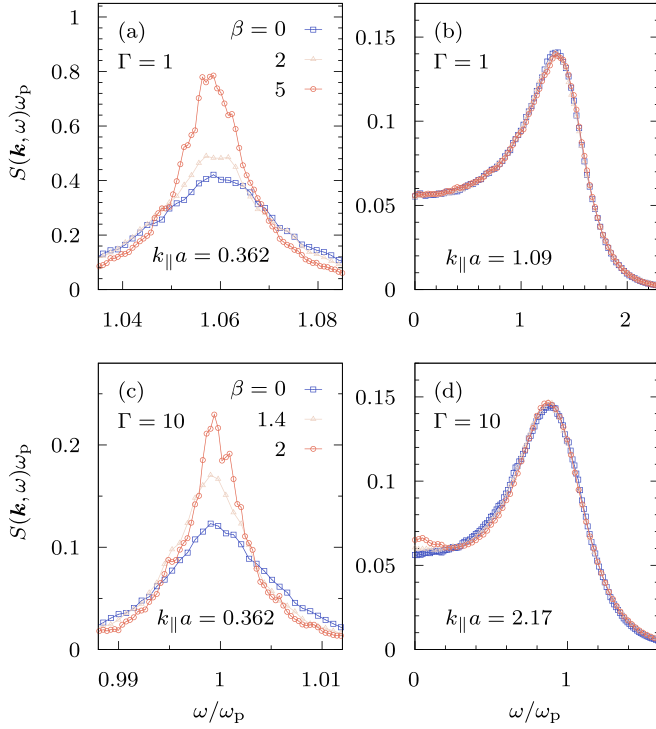 (a) β = 0
Γ = 1 2
5
k∥a = 0.362
S(k, ω)ωp
0
0.2
0.4
0.6
0.8
1
1.04 1.06 1.08
(b)
Γ = 1
k∥a = 1.09
0
0.05
0.10
0.15
0 1 2
(c) β = 0
Γ = 10 1.4
2
k∥a = 0.362
S(k, ω)ωp
0
0.1
0.2
0.99 1 1.01
ω/ωp
(d)
Γ = 10
k∥a = 2.17
0
0.05
0.10
0.15
0 1
ω/ωp